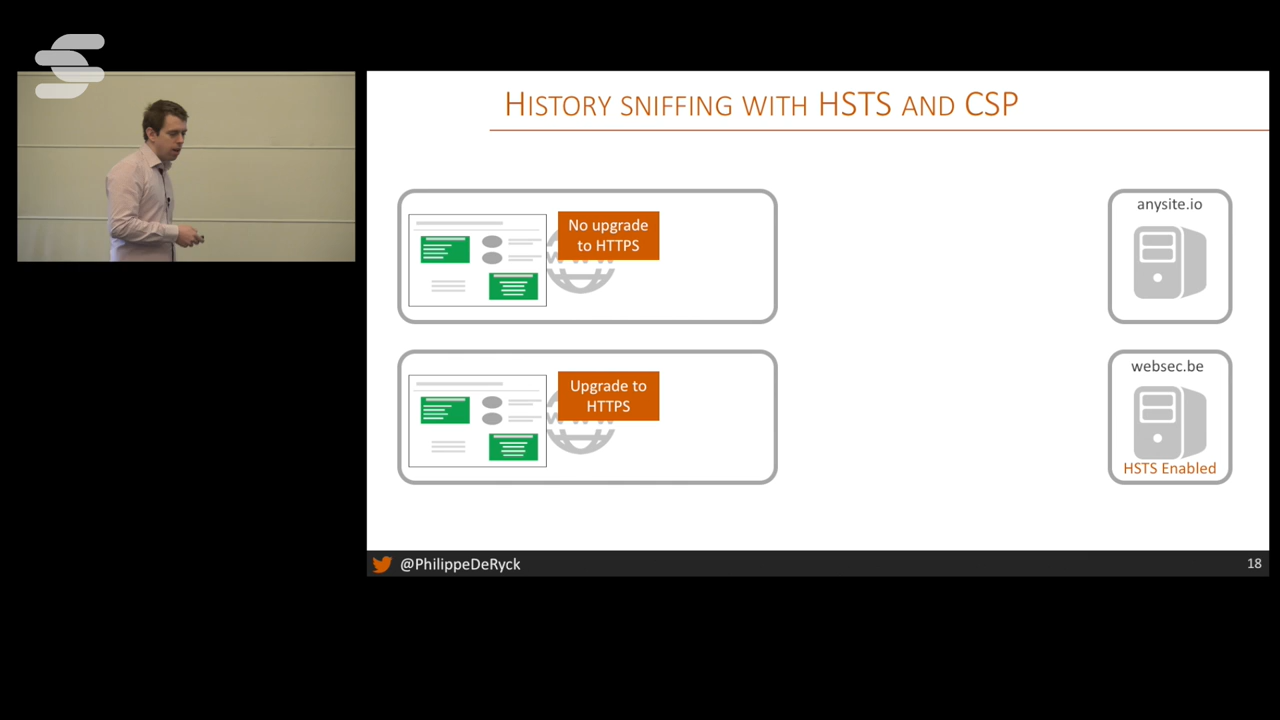 HISTORY SNIFFING WITH HSTS AND CSP
No upgrade
to HTTPS
anysite.io
Upgrade to
HTTPS
websec.be
HSTS Enabled
@PhilippeDeRyck
18